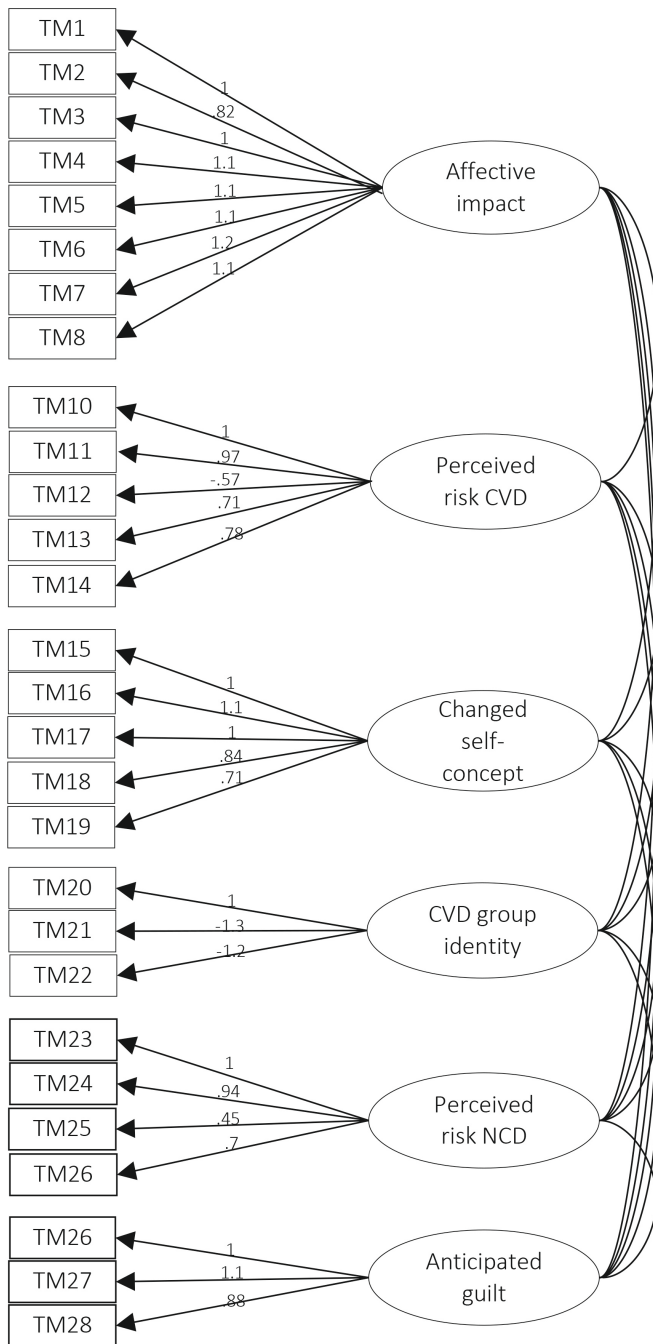 TM1
TM2
TM3
TM4
TM5
TM6
TM7
TM8
1
.82
1
1.1
1.1
1.1
1.2
1.1
Affective
impact
TM10
TM11
TM12
TM13
TM14
1
.97
-.57
.71
.78
Perceived
risk CVD
TM15
TM16
TM17
TM18
TM19
1
1.1
1
.84
.71
Changed
self-
concept
TM20
TM21
TM22
1
-1.3
-1.2
CVD group
identity
TM23
TM24
TM25
TM26
1
.94
.45
.7
Perceived
risk NCD
TM26
TM27
TM28
1
1.1
.88
Anticipated
guilt